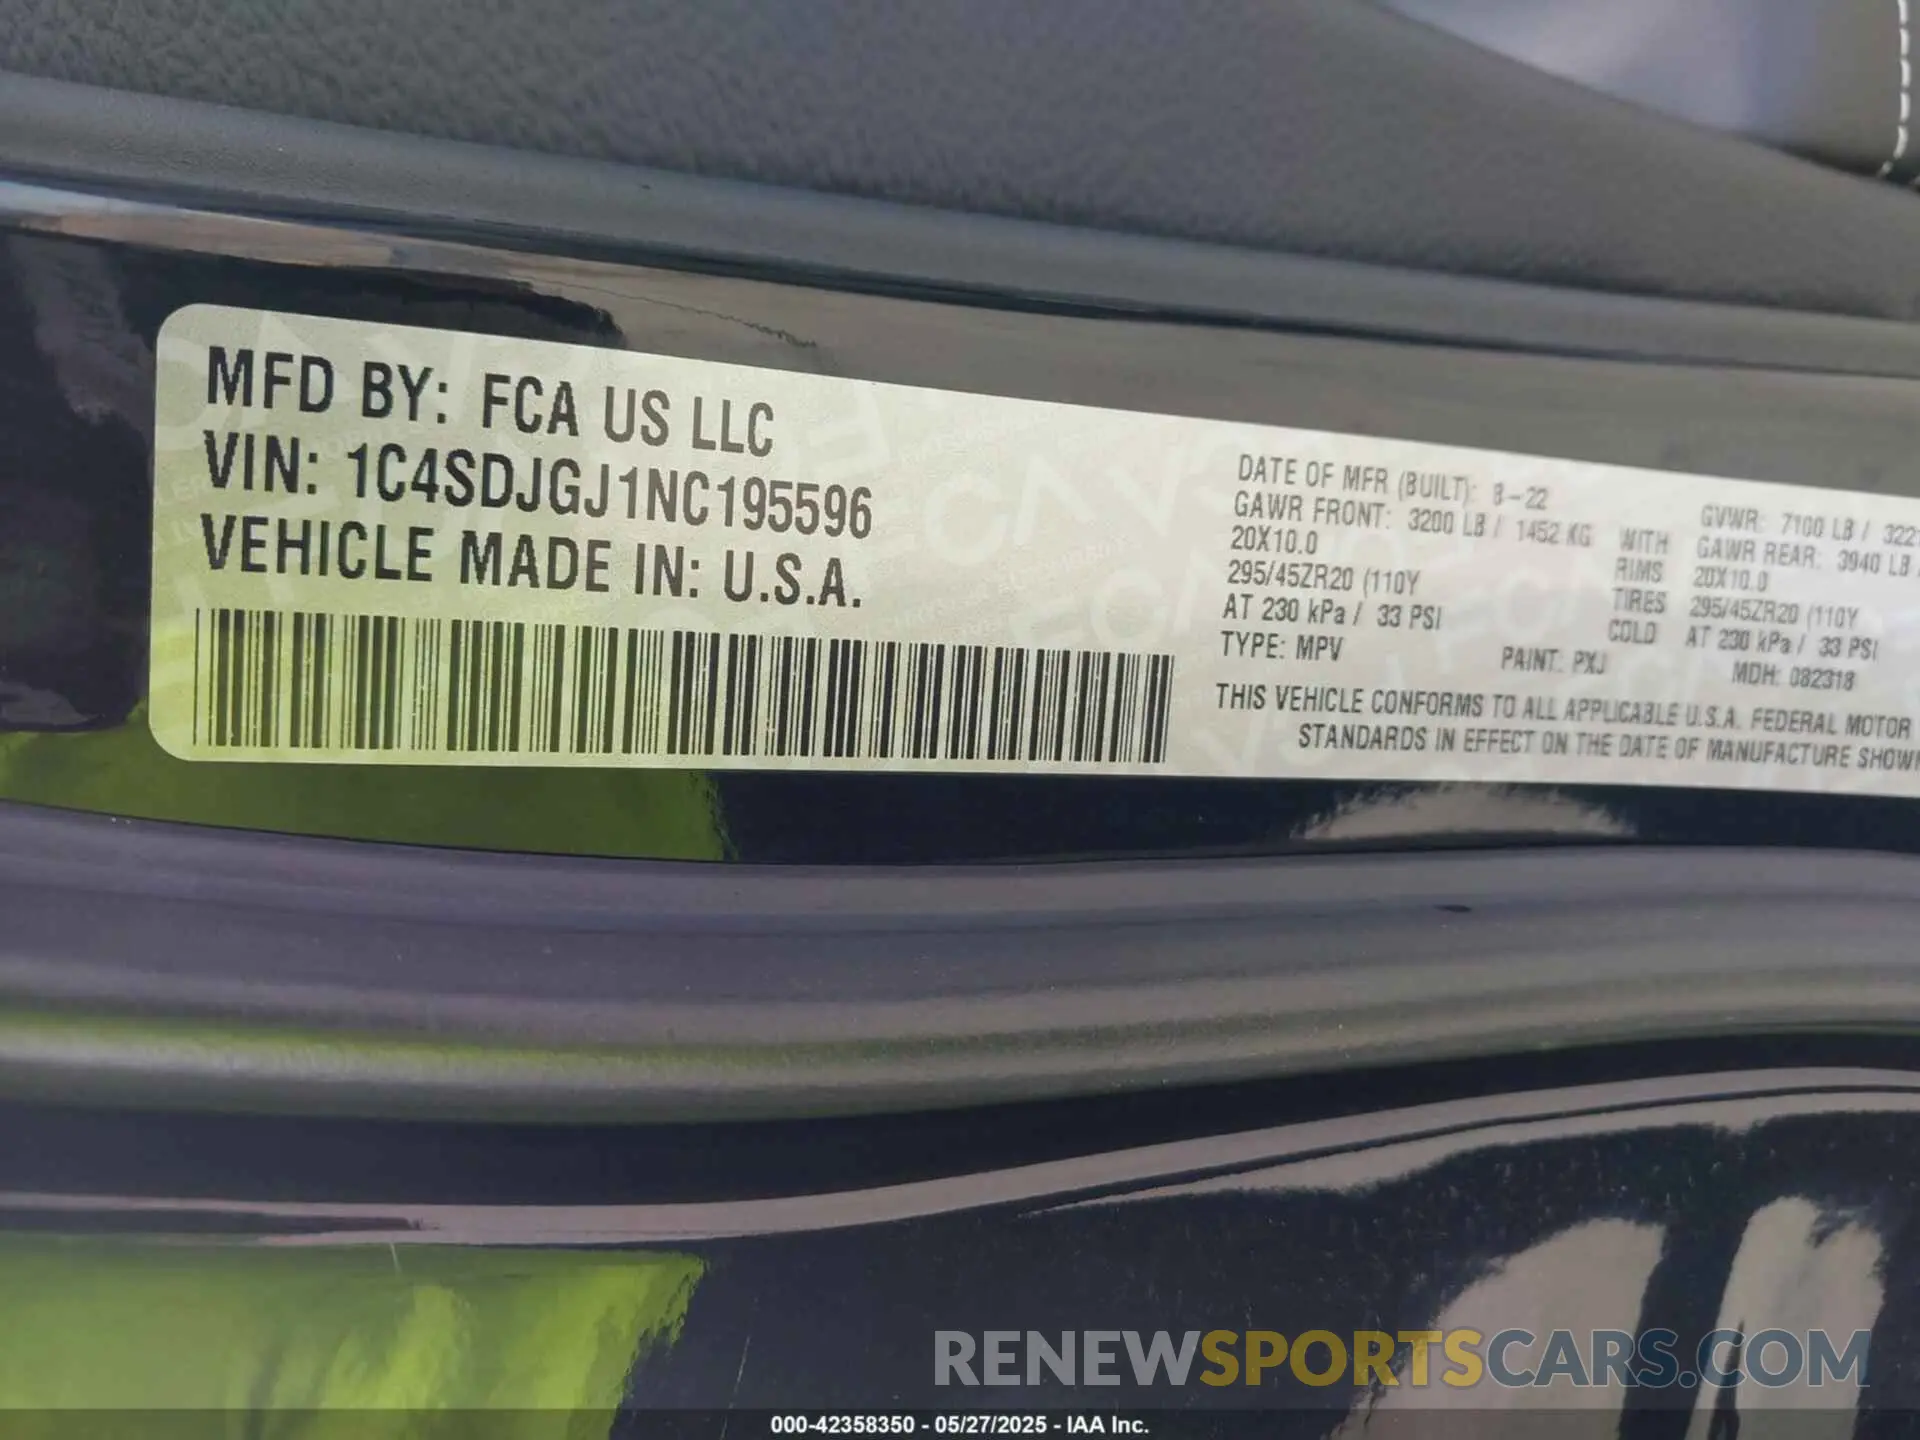 MFD BY: FCA US LLC
VIN: 1C4SDJGJ1NC195596
VEHICLE MADE IN: U.S.A.
DATE OF MFR (BUILT): 8-22
GVWR: 7100 LB / 322
GAWR FRONT: 3200 LB / 1452 KG
WITH
GAWR REAR: 3940 LB
20X10.0
RIMS
20X10.0
295/45ZR20 (110Y
TIRES
295/45ZR20 (110Y
AT 230 kPa / 33 PSI
COLD
AT 230 kPa / 33 PSI
TYPE: MPV
PAINT: PXJ
MDH: 082318
THIS VEHICLE CONFORMS TO ALL APPLICABLE U.S.A. FEDERAL MOTOR
STANDARDS IN EFFECT ON THE DATE OF MANUFACTURE SHOW
RENEWSPORTSCARS.COM
000-42358350 - 05/27/2025 - IAA Inc.